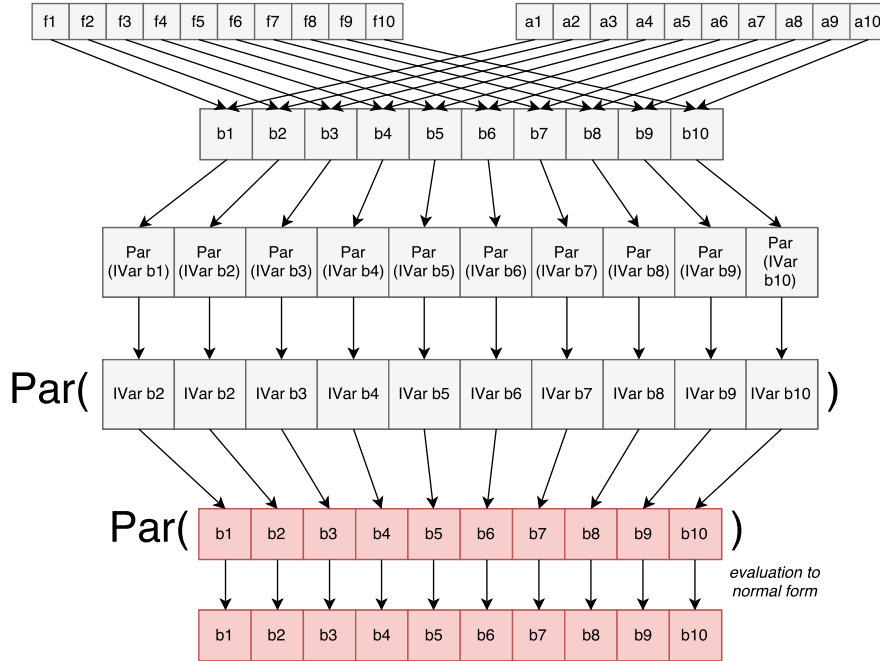 f1 f2 f3 f4 f5 f6 f7 f8 f9 f10 a1 a2 a3 a4 a5 a6 a7 a8 a9 a10
b1 b2 b3 b4 b5 b6 b7 b8 b9 b10
Par Par Par Par Par Par Par Par Par Par
(IVar b1) (IVar b2) (IVar b3) (IVar b4) (IVar b5) (IVar b6) (IVar b7) (IVar b8) (IVar b9) (IVar
b10)
Par( IVar b2 IVar b2 IVar b3 IVar b4 IVar b5 IVar b6 IVar b7 IVar b8 IVar b9 IVar b10 )
Par( b1 b2 b3 b4 b5 b6 b7 b8 b9 b10 )
evaluation to
normal form
b1 b2 b3 b4 b5 b6 b7 b8 b9 b10